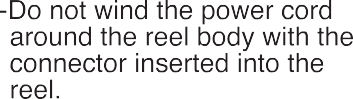 -Do not wind the power cord
around the reel body with the
connector inserted into the
reel.